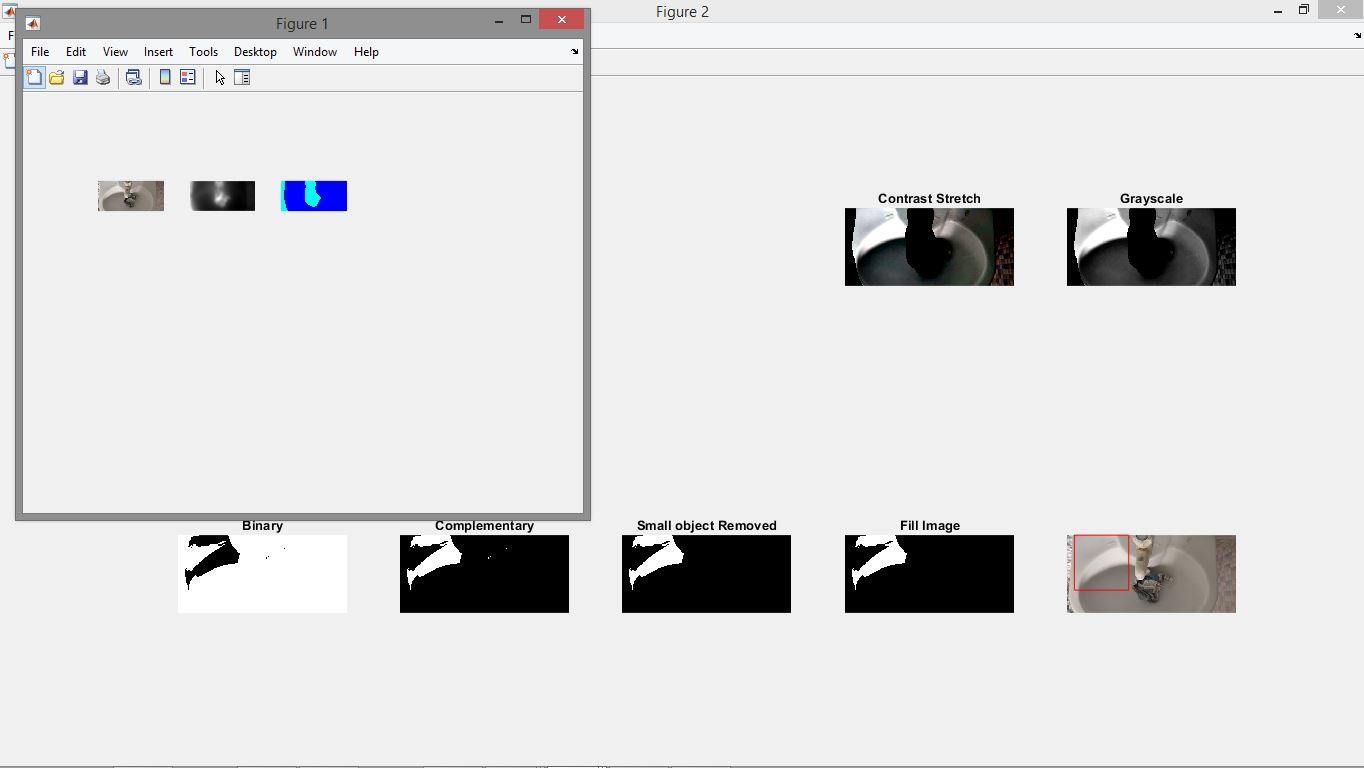 Figure 1
Figure 2
File Edit View Insert Tools Desktop Window Help
F
Contrast Stretch
Grayscale
Binary
Complementary
Small object Removed
Fill Image